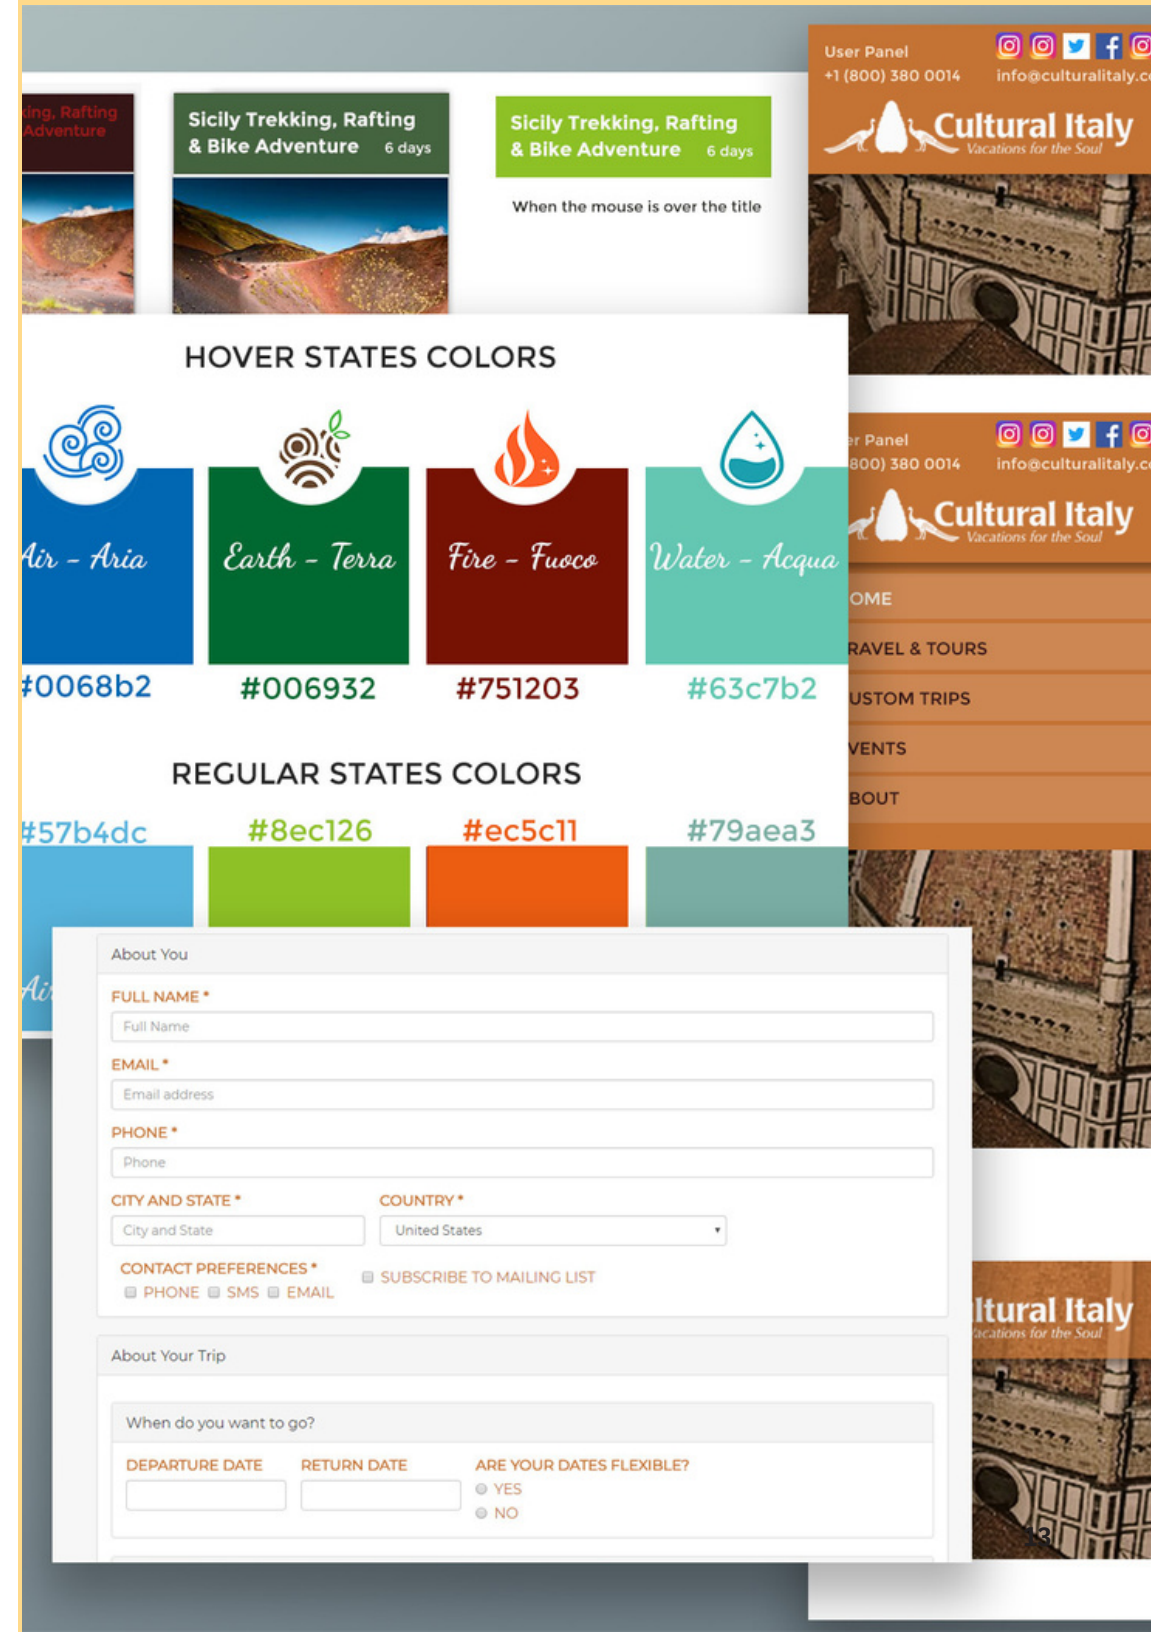 king, Rafting
Adventure
Sicily Trekking, Rafting
& Bike Adventure 6 days
Sicily Trekking, Rafting
& Bike Adventure 6 days
When the mouse is over the title
User Panel
+1 (800) 380 0014 info@culturalitaly.co
Cultural Italy
Vacations for the Soul
HOVER STATES COLORS
Air - Aria
Earth - Terra
Fire - Fuoco
Water - Acqua
#0068b2
#006932
#751203
#63c7b2
REGULAR STATES COLORS
#57b4dc
#8ec126
#ec5c11
#79aea3
Air
er Panel
800) 380 0014 info@culturalitaly.co
Cultural Italy
Vacations for the Soul
OME
RAVEL & TOURS
USTOM TRIPS
VENTS
BOUT
About You
FULL NAME *
Full Name
EMAIL *
Email address
PHONE *
Phone
CITY AND STATE * COUNTRY *
City and State United States
CONTACT PREFERENCES *
SUBSCRIBE TO MAILING LIST
PHONE SMS EMAIL
About Your Trip
When do you want to go?
DEPARTURE DATE RETURN DATE ARE YOUR DATES FLEXIBLE?
YES
NO
ltural Italy
acations for the Soul
13